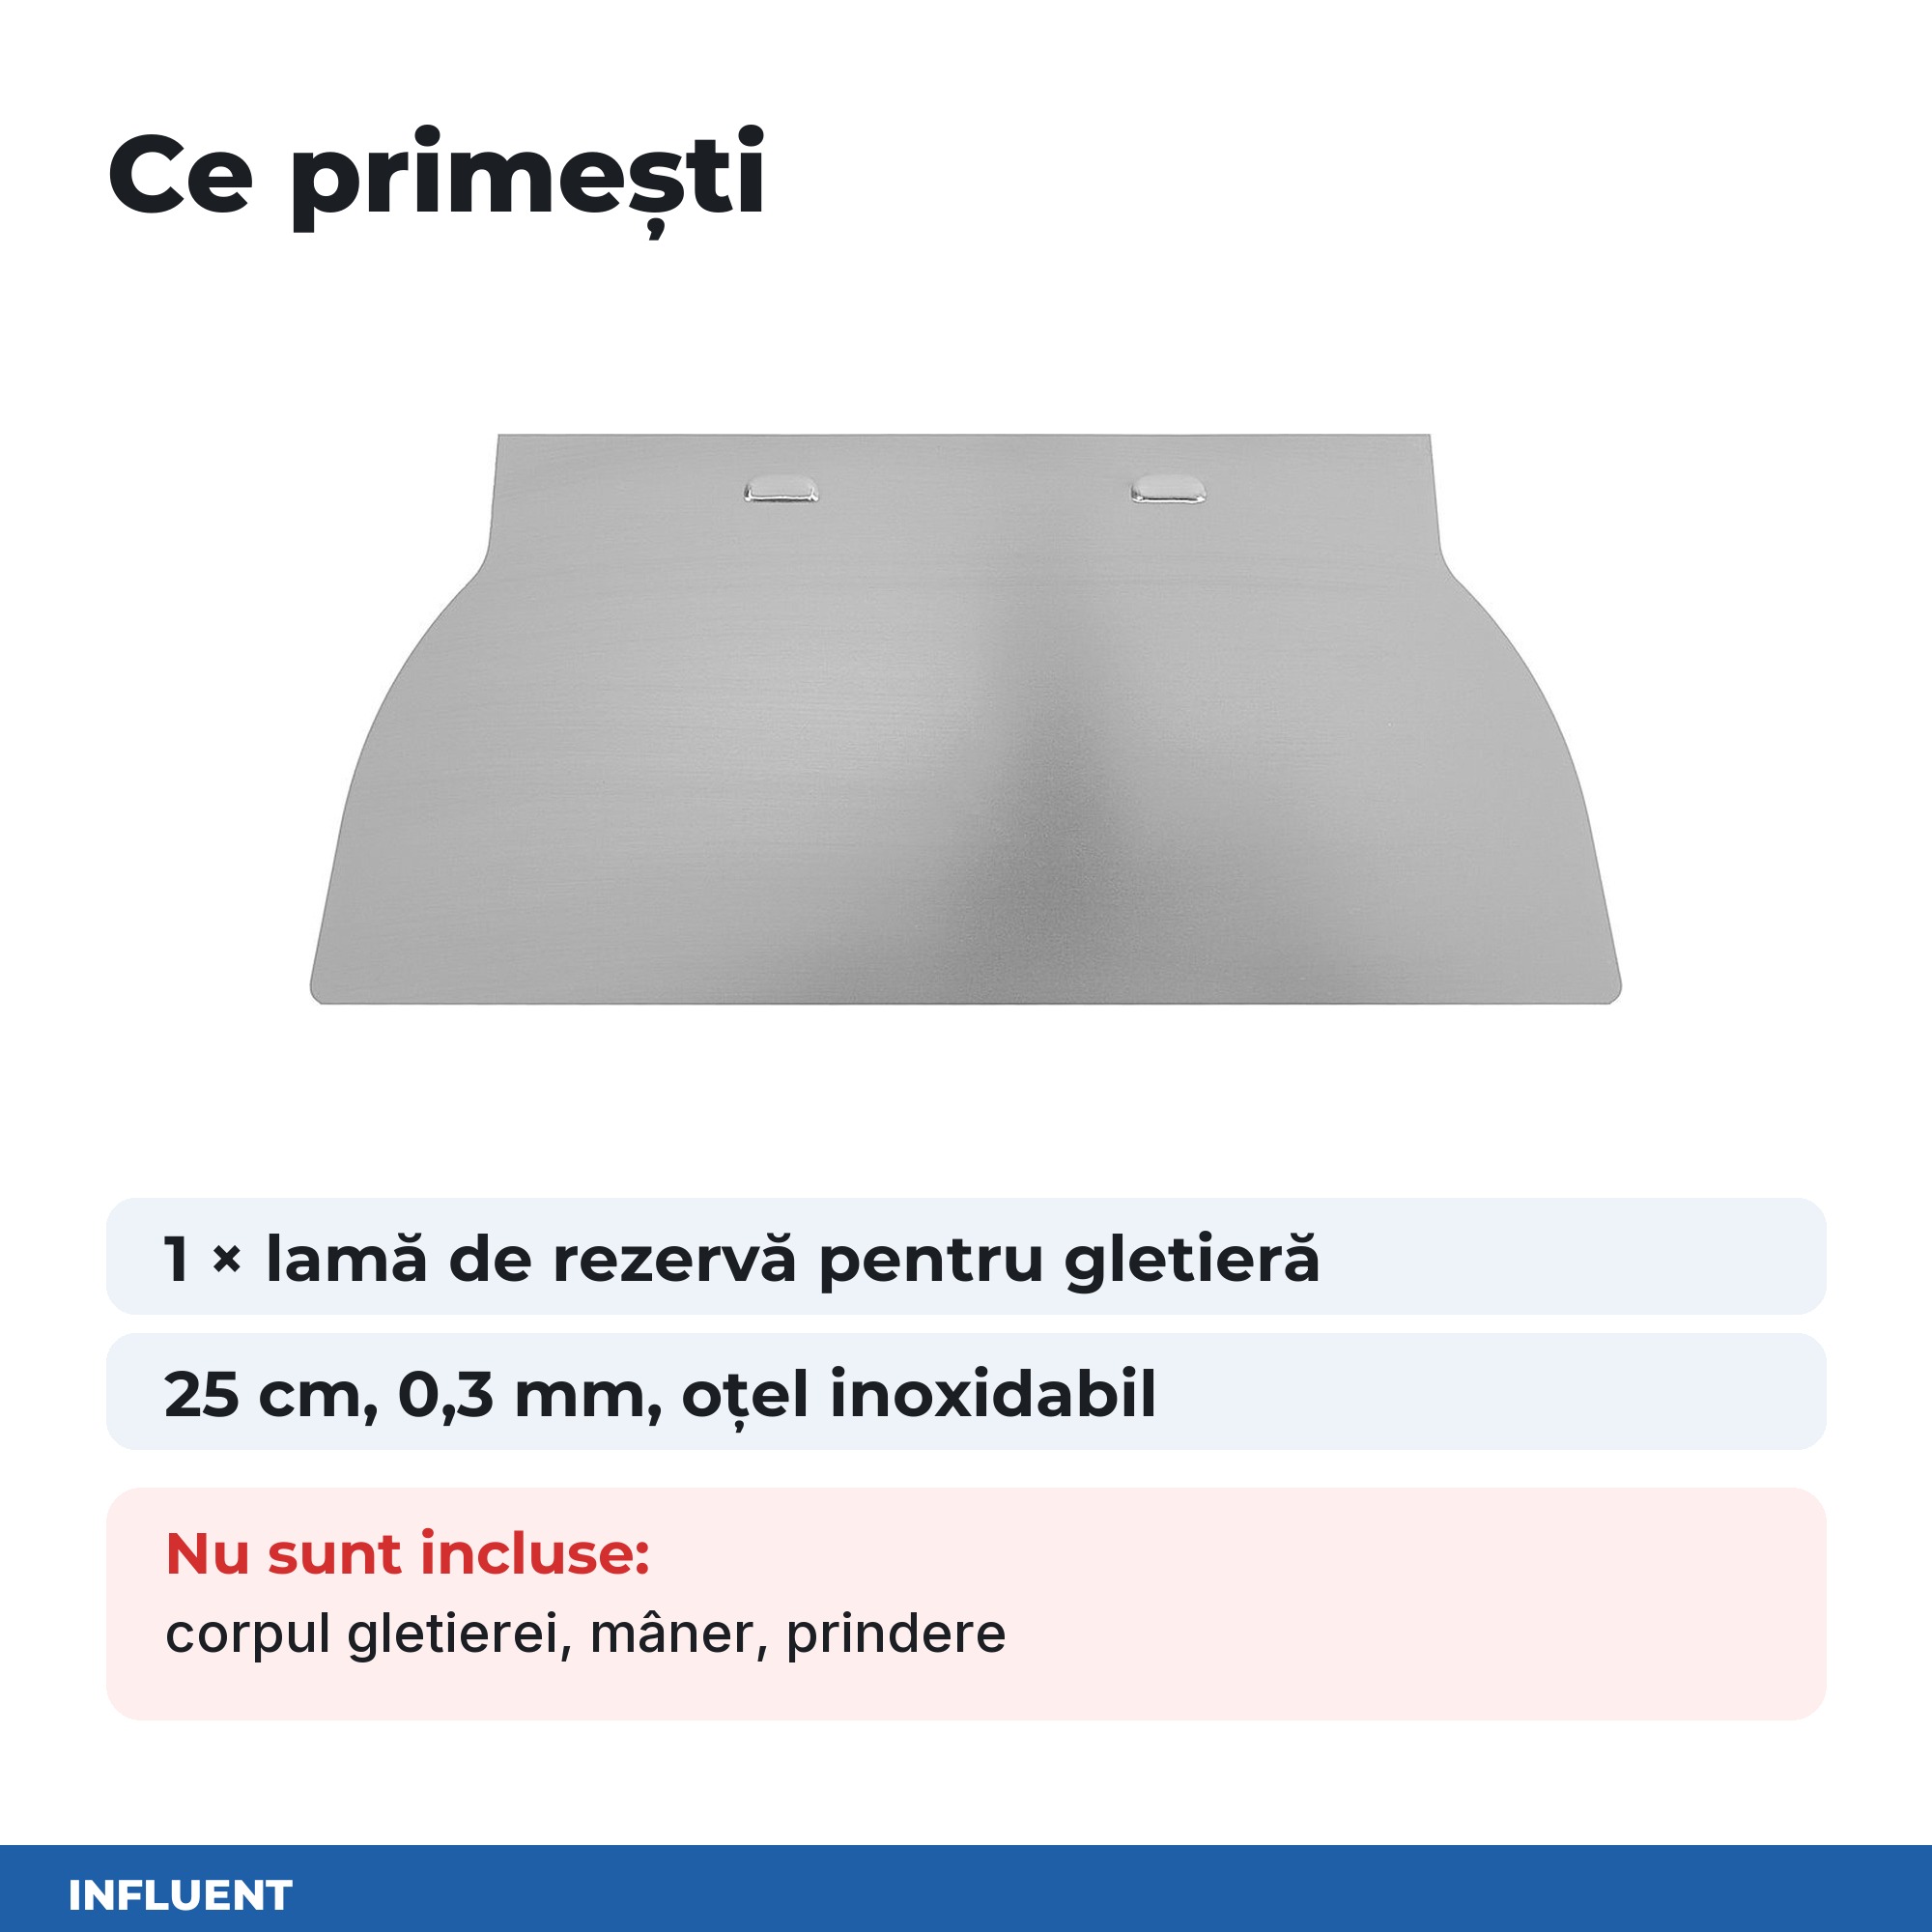 Ce primești
1 × lamă de rezervă pentru gletieră
25 cm, 0,3 mm, oțel inoxidabil
Nu sunt incluse:
corpul gletierei, mâner, prindere
INFLUENT